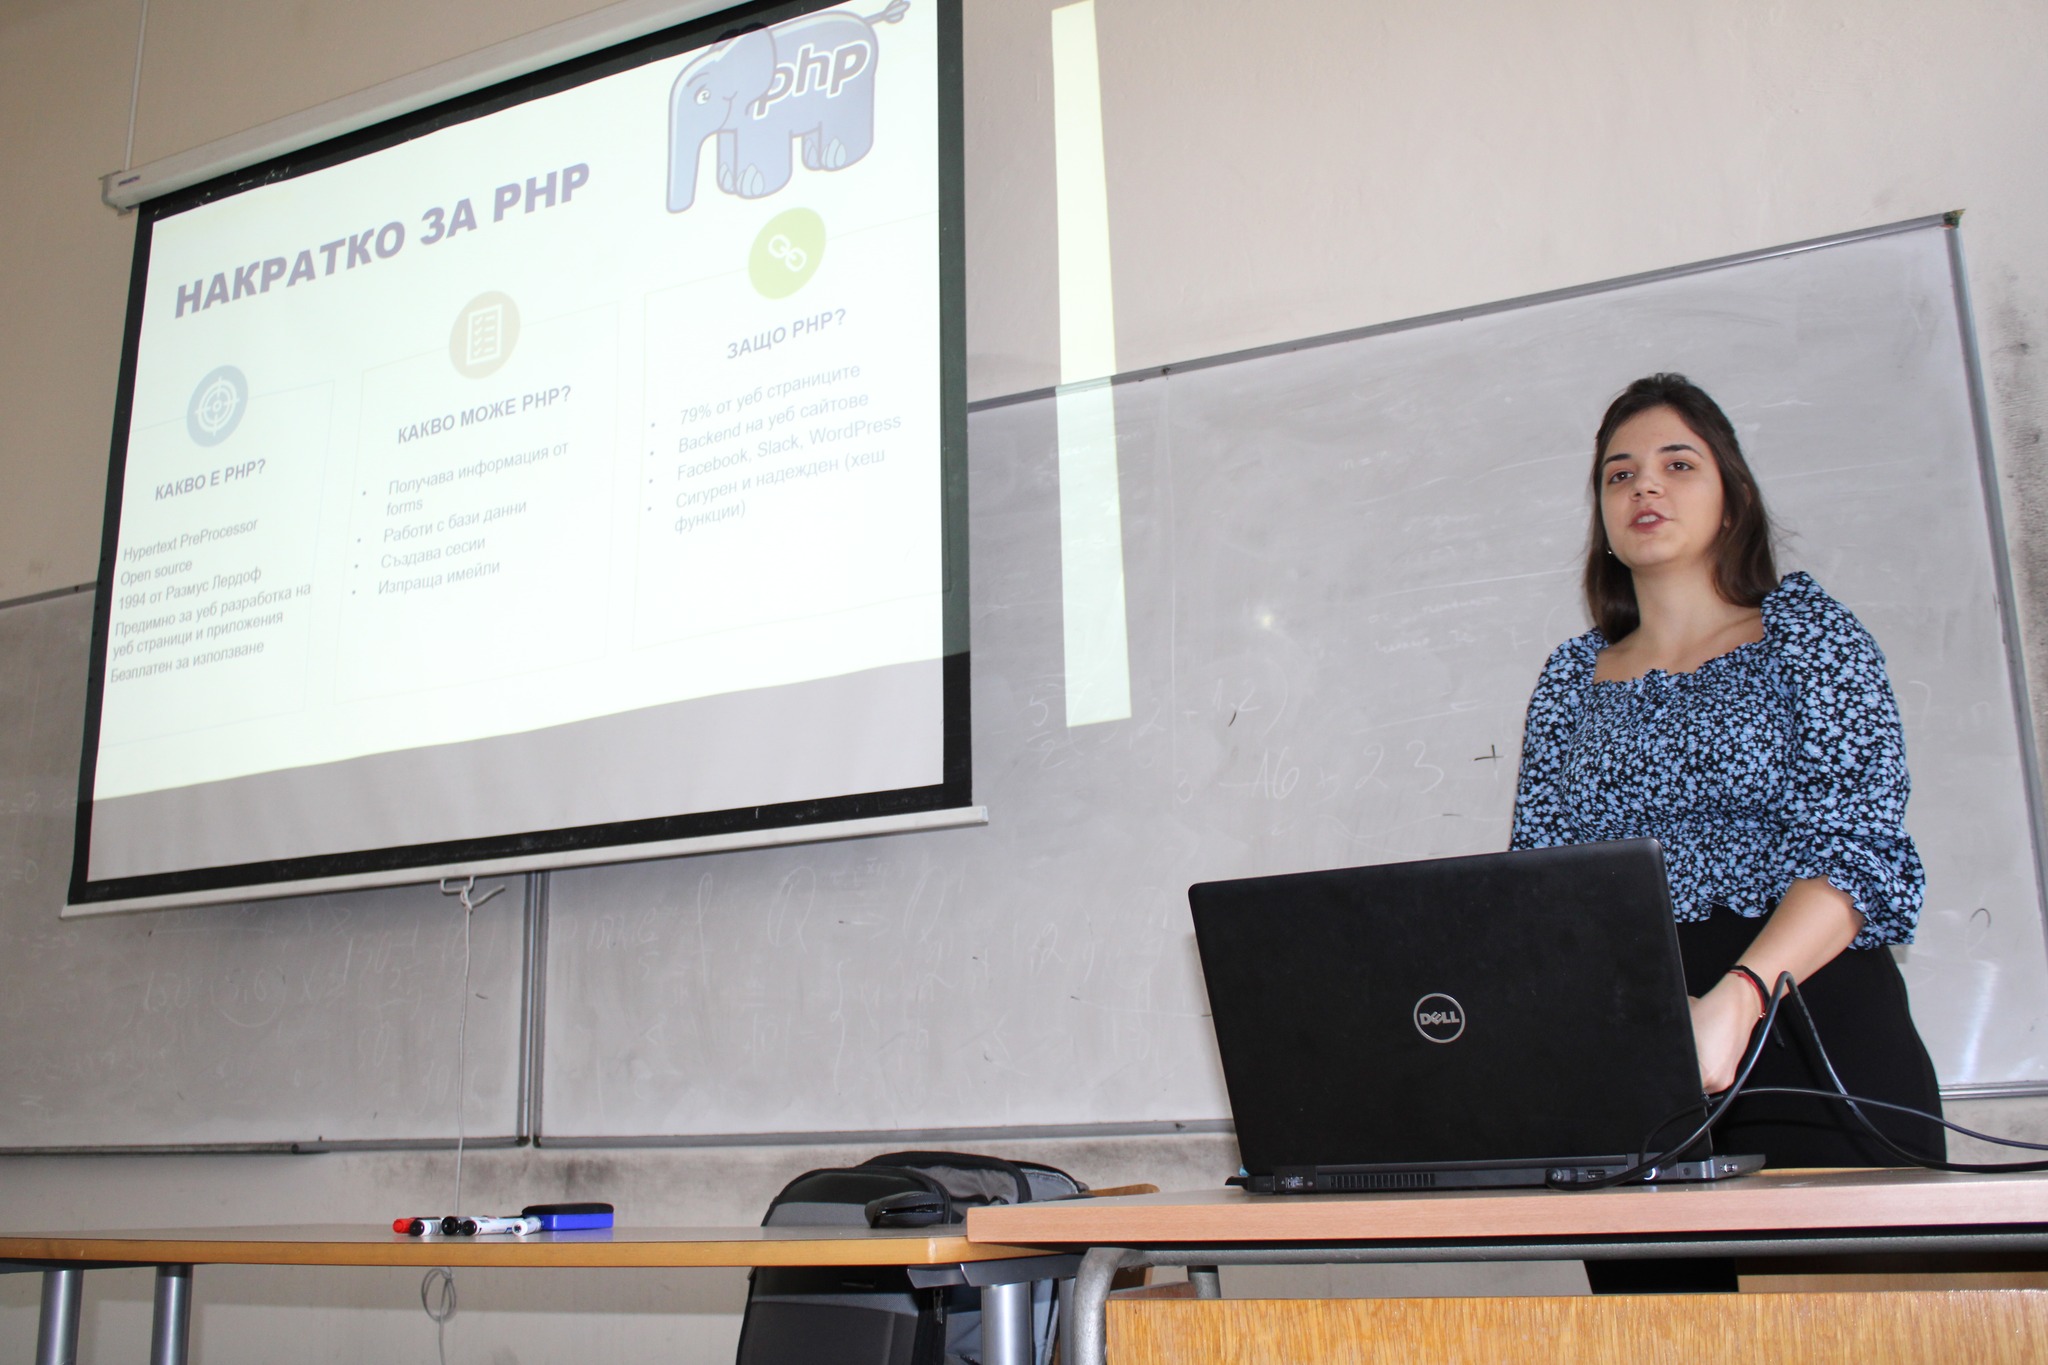 php
НАКРАТКО ЗА PHP
КАКВО Е PHP?
Hypertext PreProcessor
Open source
1994 от Размус Лердоф
Предимно за уеб разработка на
уеб страници и приложения
Безплатен за използване
КАКВО МОЖЕ PHP?
• Получава информация от
forms
• Работи с бази данни
• Създава сесии
• Изпраща имейли
ЗАЩО PHP?
• 79% от уеб страниците
• Backend на уеб сайтове
• Facebook, Slack, WordPress
• Сигурен и надежден (хеш
функции)
DELL